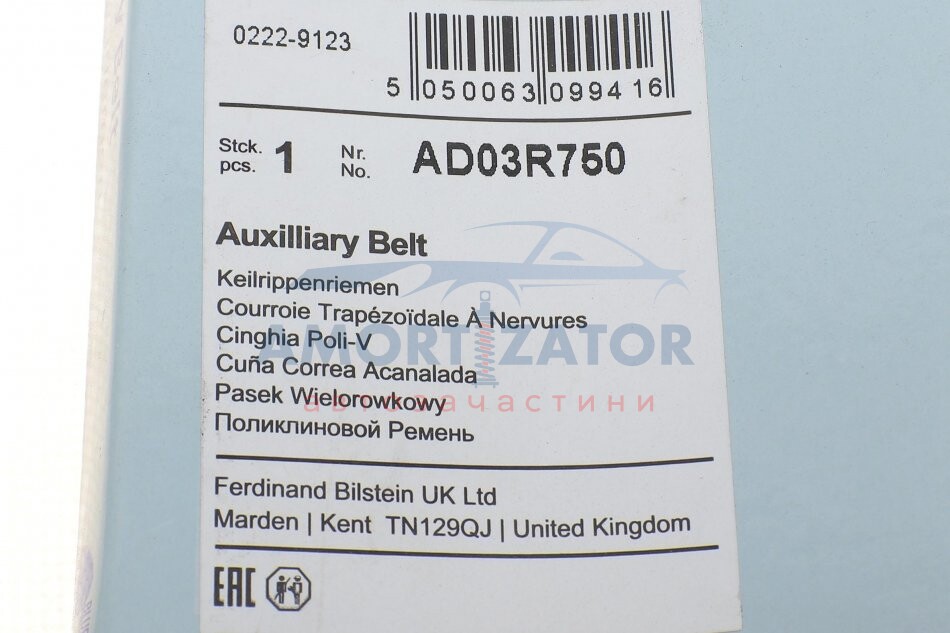 0222-9123
5 050063 099416
Stck. pcs. 1 Nr. No. AD03R750
Auxilliary Belt
Keilrippenriemen
Courroie Trapézoïdale À Nervures
Cinghia Poli-V
AMORTIZATOR
Cuña Correa Acanalada
Pasek Wielorowkowy
автозачастини
Поликлиновой Ремень
Ferdinand Bilstein UK Ltd
Marden | Kent TN129QJ | United Kingdom
EAC